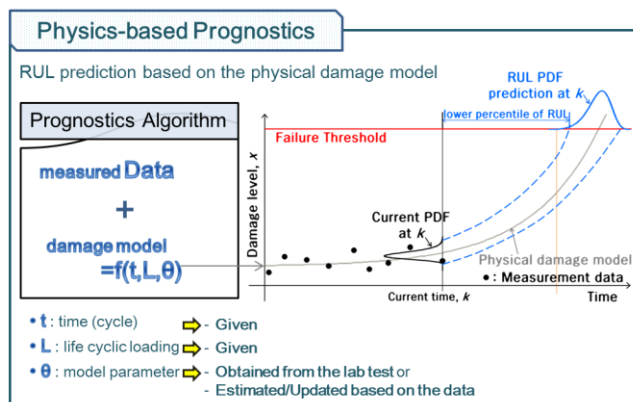 Physics-based Prognostics
RUL prediction based on the physical damage model
Prognostics Algorithm
measured Data
+
damage model
=f(t,L,θ)
RUL PDF
prediction at k
lower percentile of RUL
Failure Threshold
Damage level, x
Current PDF
at k
Physical damage model
● : Measurement data
Current time, k
Time
• t : time (cycle) - Given
• L : life cyclic loading - Given
• θ : model parameter - Obtained from the lab test or
- Estimated/Updated based on the data